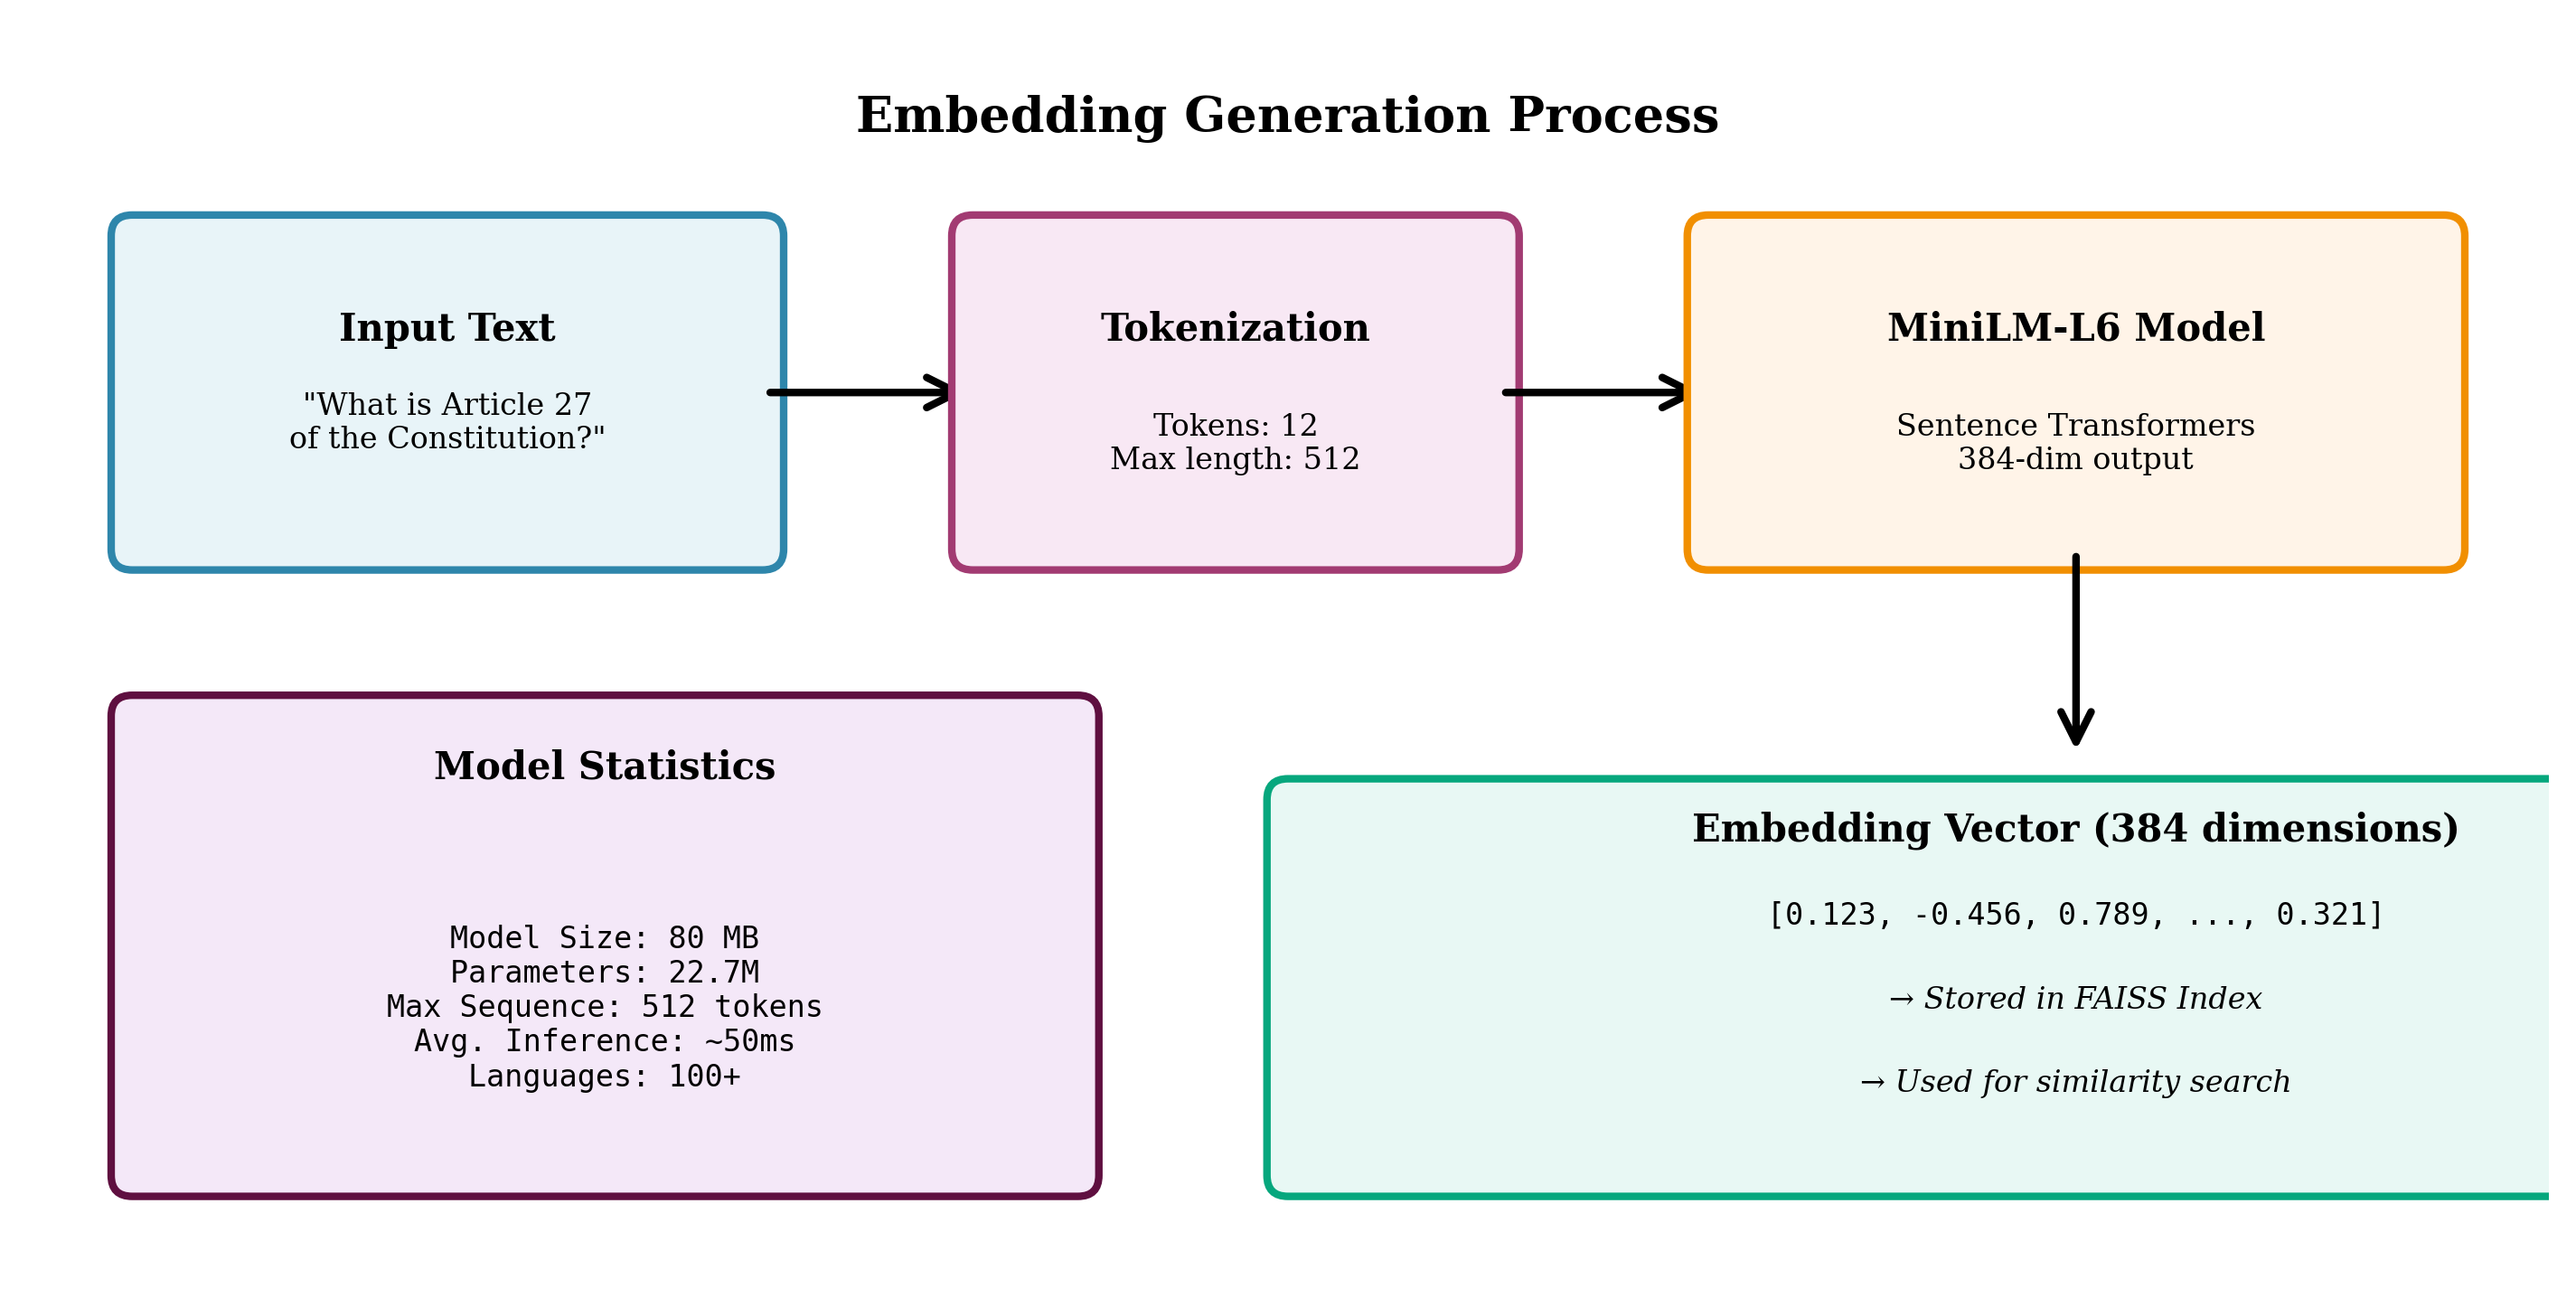 Embedding Generation Process
Input Text
"What is Article 27
of the Constitution?"
Tokenization
Tokens: 12
Max length: 512
MiniLM-L6 Model
Sentence Transformers
384-dim output
Model Statistics
Model Size: 80 MB
Parameters: 22.7M
Max Sequence: 512 tokens
Avg. Inference: ~50ms
Languages: 100+
Embedding Vector (384 dimensions)
[0.123, -0.456, 0.789, ..., 0.321]
→ Stored in FAISS Index
→ Used for similarity search